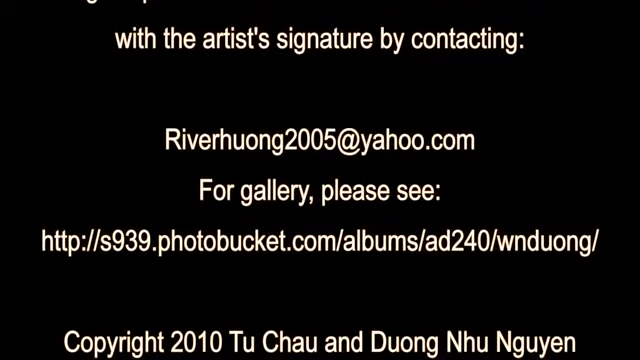 with the artist's signature by contacting:
Riverhuong2005@yahoo.com
For gallery, please see:
http://s939.photobucket.com/albums/ad240/wnduong/
Copyright 2010 Tu Chau and Duong Nhu Nguyen